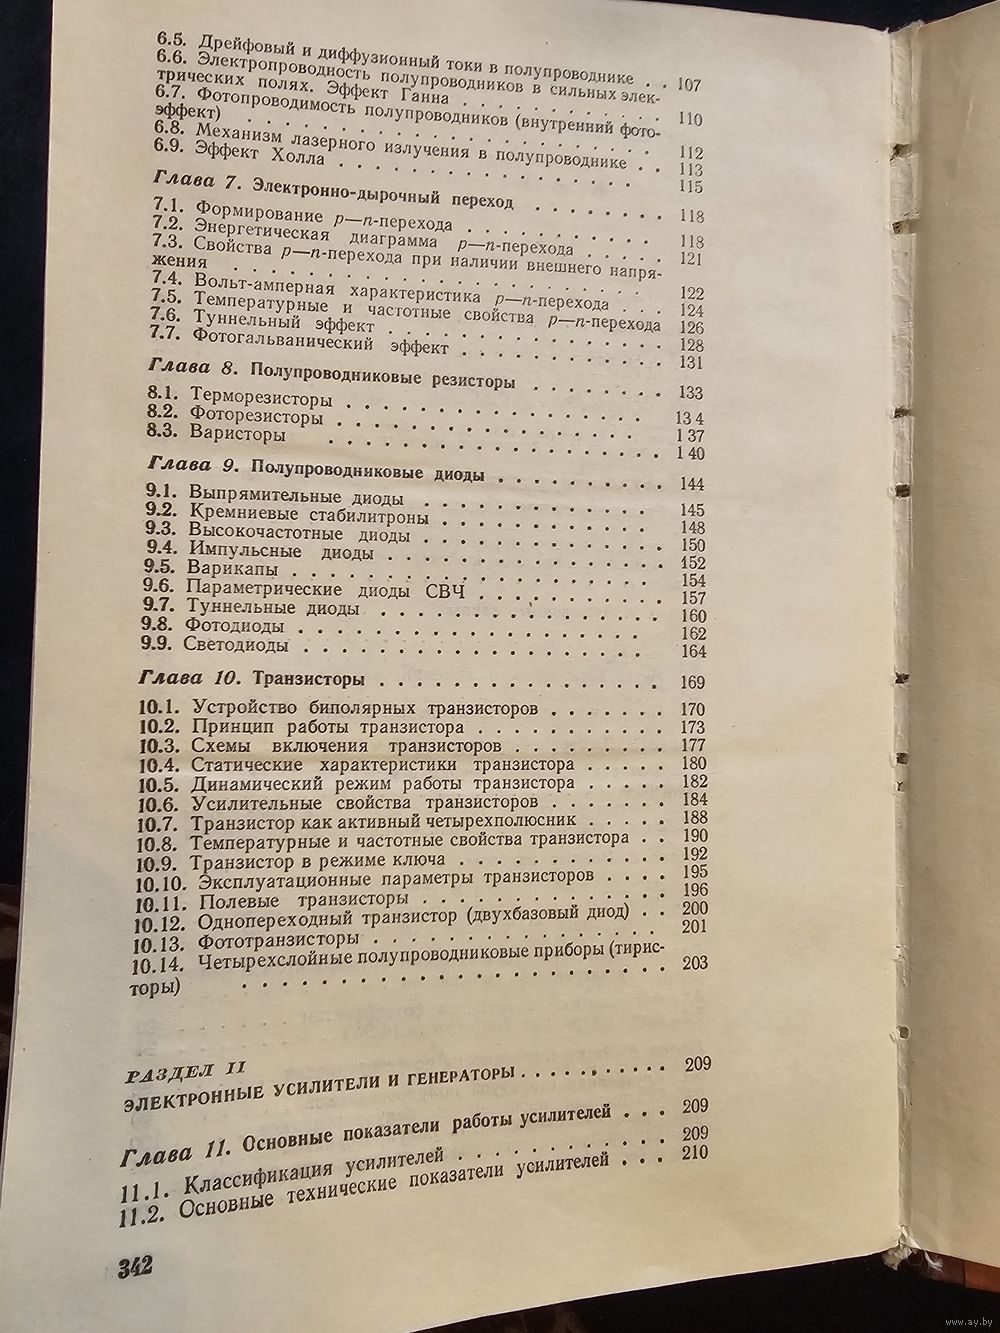 6.5. Дрейфовый и диффузионный токи в полупроводнике . . 107
6.6. Электропроводность полупроводников в сильных элек-
трических полях. Эффект Ганна . . . . . . . . . . 110
6.7. Фотопроводимость полупроводников (внутренний фото-
эффект) . . . . . . . . . . . . . . . . . . . 112
6.8. Механизм лазерного излучения в полупроводнике . . 113
6.9. Эффект Холла . . . . . . . . . . . . . . . . 115
Глава 7. Электронно-дырочный переход . . . . . . . . 118
7.1. Формирование p—n-перехода . . . . . . . . . . . 118
7.2. Энергетическая диаграмма p—n-перехода . . . . . 121
7.3. Свойства p—n-перехода при наличии внешнего напря-
жения . . . . . . . . . . . . . . . . . . . 122
7.4. Вольт-амперная характеристика p—n-перехода . . . 124
7.5. Температурные и частотные свойства p—n-перехода 126
7.6. Туннельный эффект . . . . . . . . . . . . . . 128
7.7. Фотогальванический эффект . . . . . . . . . . . 131
Глава 8. Полупроводниковые резисторы . . . . . . . . 133
8.1. Терморезисторы . . . . . . . . . . . . . . . 134
8.2. Фоторезисторы . . . . . . . . . . . . . . . . 137
8.3. Варисторы . . . . . . . . . . . . . . . . . 140
Глава 9. Полупроводниковые диоды . . . . . . . . . . 144
9.1. Выпрямительные диоды . . . . . . . . . . . . . 145
9.2. Кремниевые стабилитроны . . . . . . . . . . . . 148
9.3. Высокочастотные диоды . . . . . . . . . . . . . 150
9.4. Импульсные диоды . . . . . . . . . . . . . . 152
9.5. Варикапы . . . . . . . . . . . . . . . . . . 154
9.6. Параметрические диоды СВЧ . . . . . . . . . . . 157
9.7. Туннельные диоды . . . . . . . . . . . . . . 160
9.8. Фотодиоды . . . . . . . . . . . . . . . . . 162
9.9. Светодиоды . . . . . . . . . . . . . . . . . 164
Глава 10. Транзисторы . . . . . . . . . . . . . . 169
10.1. Устройство биполярных транзисторов . . . . . . . 170
10.2. Принцип работы транзистора . . . . . . . . . . 173
10.3. Схемы включения транзисторов . . . . . . . . . 177
10.4. Статические характеристики транзистора . . . . . 180
10.5. Динамический режим работы транзистора . . . . . 182
10.6. Усилительные свойства транзисторов . . . . . . . 184
10.7. Транзистор как активный четырехполюсник . . . . . 188
10.8. Температурные и частотные свойства транзистора . . 190
10.9. Транзистор в режиме ключа . . . . . . . . . . . 192
10.10. Эксплуатационные параметры транзисторов . . . . 195
10.11. Полевые транзисторы . . . . . . . . . . . . . 196
10.12. Однопереходный транзистор (двухбазовый диод) . . 200
10.13. Фототранзисторы . . . . . . . . . . . . . . . 201
10.14. Четырехслойные полупроводниковые приборы (тирис-
торы) . . . . . . . . . . . . . . . . . . . . . 203
РАЗДЕЛ II
ЭЛЕКТРОННЫЕ УСИЛИТЕЛИ И ГЕНЕРАТОРЫ . . . . . . . . . . 209
Глава 11. Основные показатели работы усилителей . . . 209
11.1. Классификация усилителей . . . . . . . . . . . 209
11.2. Основные технические показатели усилителей . . . 210
342
www.ay.by